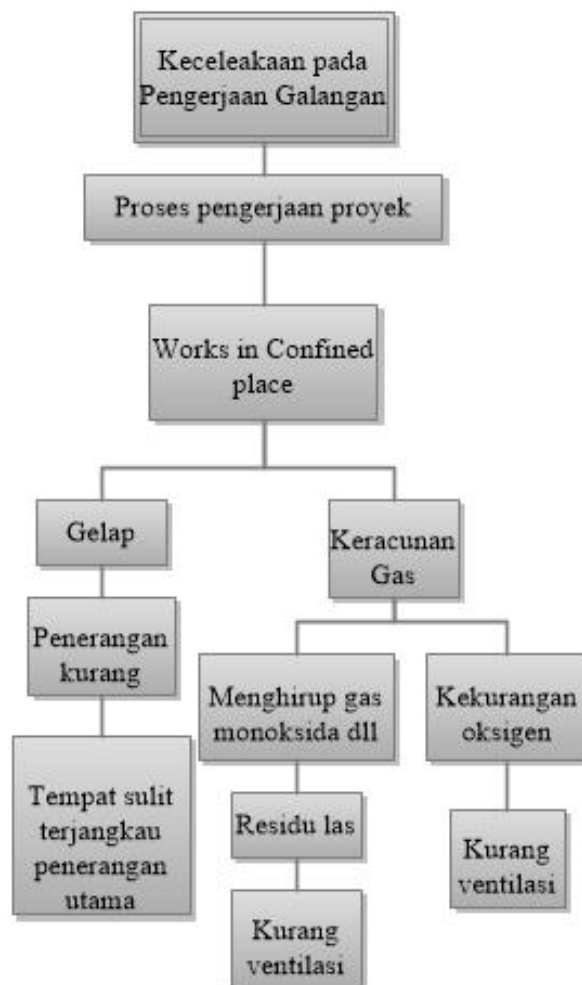 Keceleakaan pada
Pengerjaan Galangan
Proses pengerjaan proyek
Works in Confined
place
Gelap
Keracunan
Gas
Penerangan
kurang
Menghirup gas
monoksida dll
Kekurangan
oksigen
Tempat sulit
terjangkau
penerangan
utama
Residu las
Kurang
ventilasi
Kurang
ventilasi